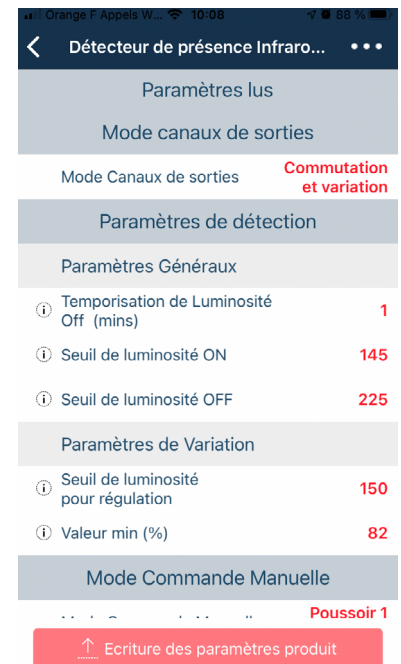 Orange F Appels W... 10:08 88 %
Détecteur de présence Infraro...
Paramètres lus
Mode canaux de sorties
Mode Canaux de sorties
Commutation
et variation
Paramètres de détection
Paramètres Généraux
Temporisation de Luminosité
Off (mins)
1
Seuil de luminosité ON
145
Seuil de luminosité OFF
225
Paramètres de Variation
Seuil de luminosité
pour régulation
150
Valeur min (%)
82
Mode Commande Manuelle
Poussoir 1
Ecriture des paramètres produit